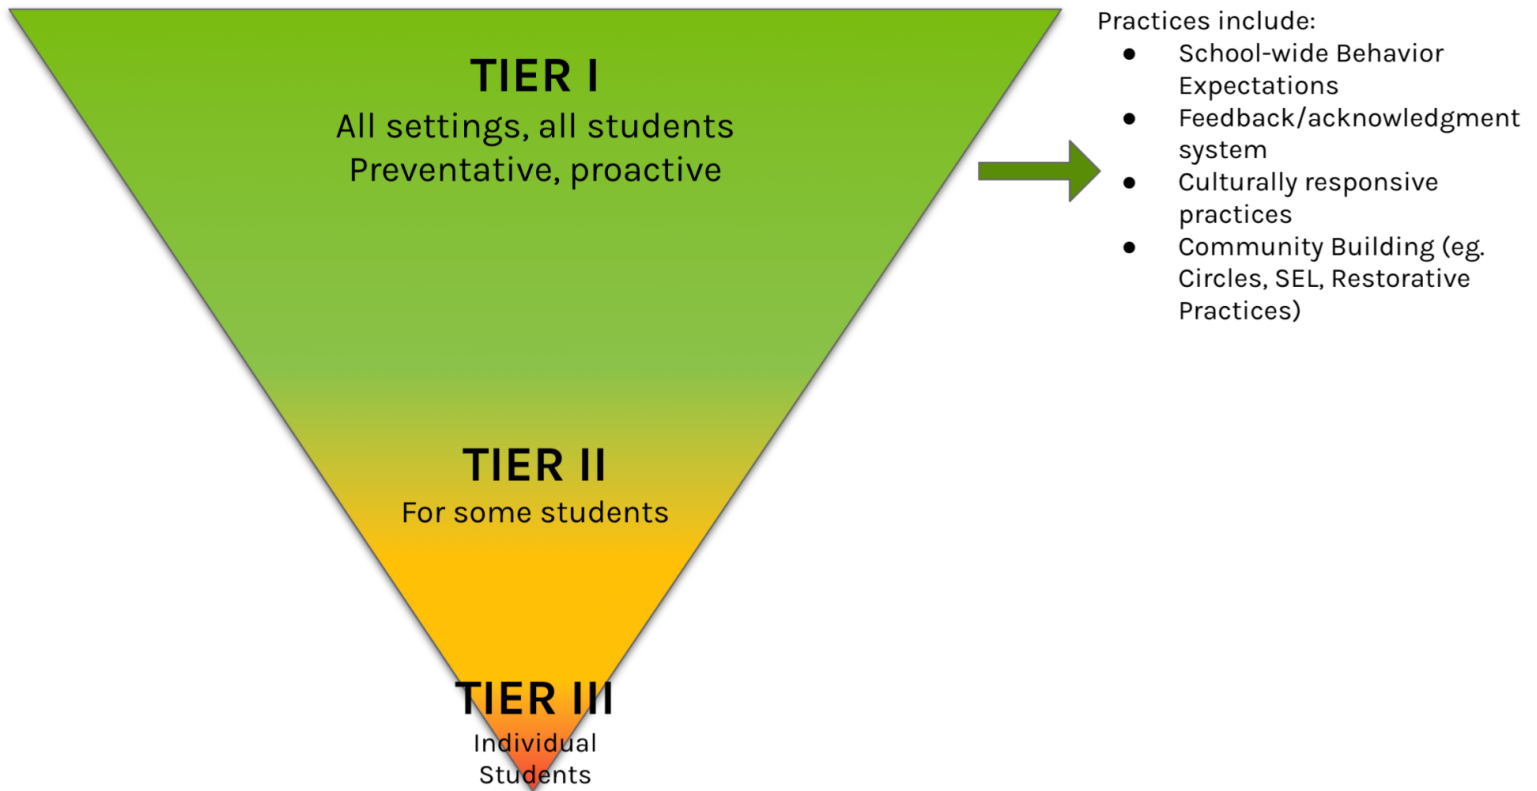 TIER I
All settings, all students
Preventative, proactive
TIER II
For some students
TIER III
Individual
Students
Practices include:
● School-wide Behavior
Expectations
● Feedback/acknowledgment
system
● Culturally responsive
practices
● Community Building (eg.
Circles, SEL, Restorative
Practices)